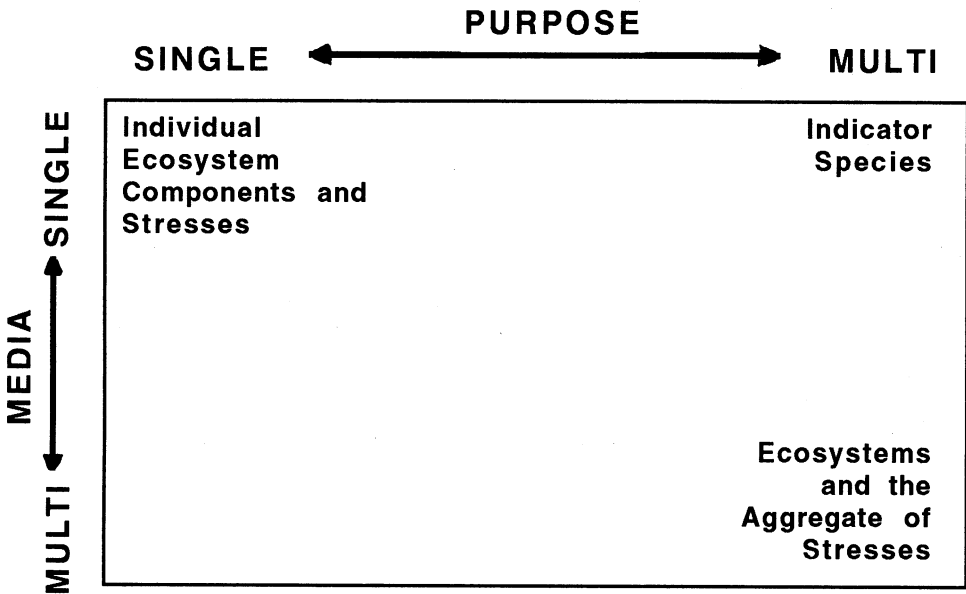 PURPOSE
SINGLE
MULTI
MEDIA
SINGLE
MULTI
Individual
Ecosystem
Components and
Stresses
Indicator
Species
Ecosystems
and the
Aggregate of
Stresses